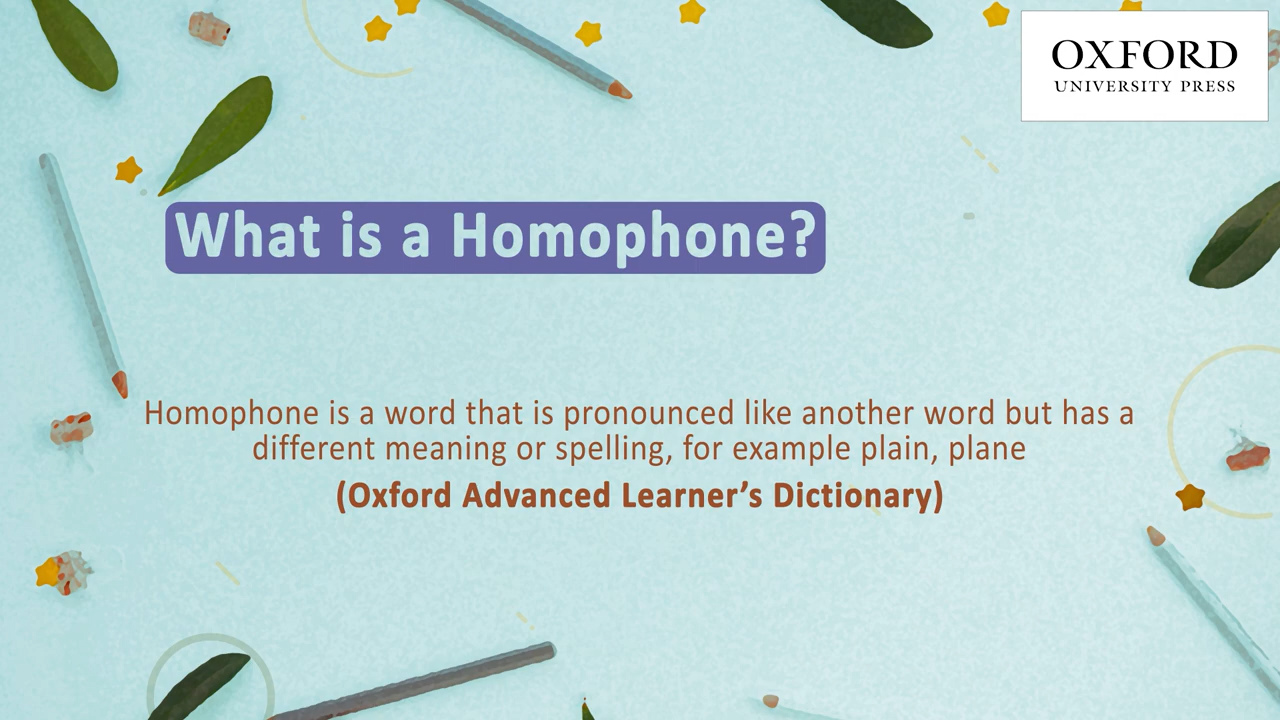 OXFORD
UNIVERSITY PRESS
What is a Homophone?
Homophone is a word that is pronounced like another word but has a
different meaning or spelling, for example plain, plane
(Oxford Advanced Learner’s Dictionary)